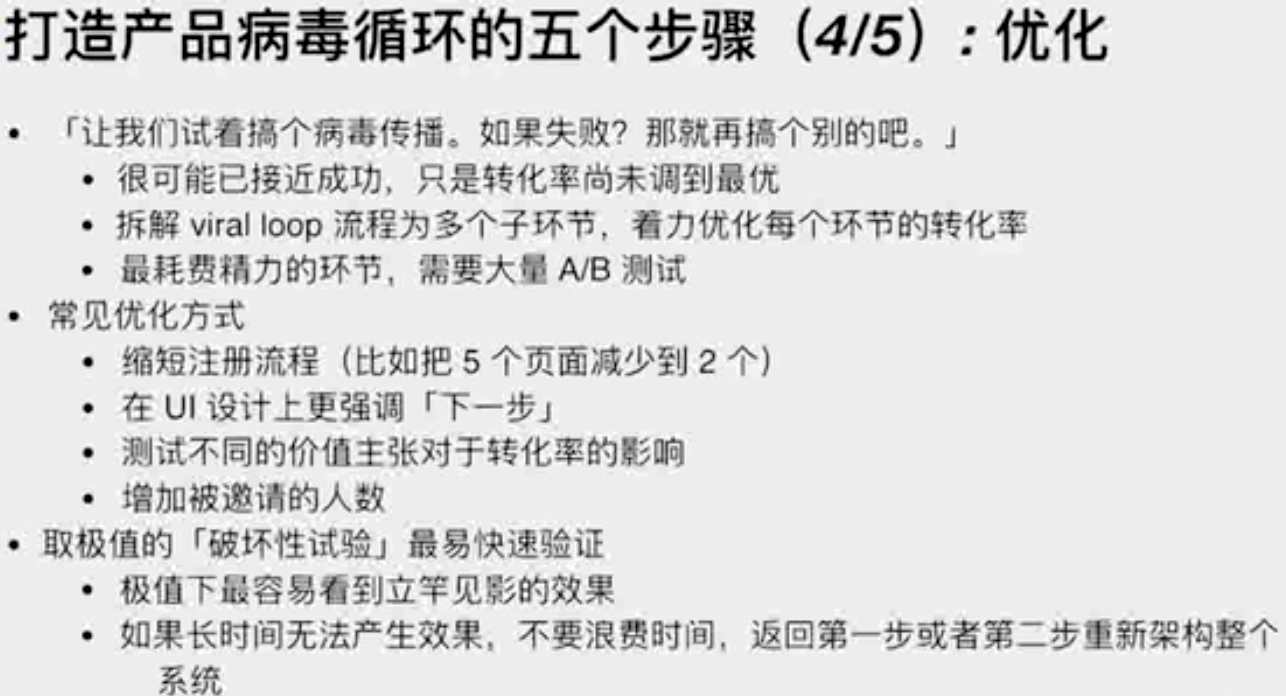 打造产品病毒循环的五个步骤（4/5）：优化
• 「让我们试着搞个病毒传播。如果失败？那就再搞个别的吧。」
• 很可能已接近成功，只是转化率尚未调到最优
• 拆解 viral loop 流程为多个子环节，着力优化每个环节的转化率
• 最耗费精力的环节，需要大量 A/B 测试
• 常见优化方式
• 缩短注册流程（比如把 5 个页面减少到 2 个）
• 在 UI 设计上更强调「下一步」
• 测试不同的价值主张对于转化率的影响
• 增加被邀请的人数
• 取极值的「破坏性试验」最易快速验证
• 极值下最容易看到立竿见影的效果
• 如果长时间无法产生效果，不要浪费时间，返回第一步或者第二步重新架构整个
系统